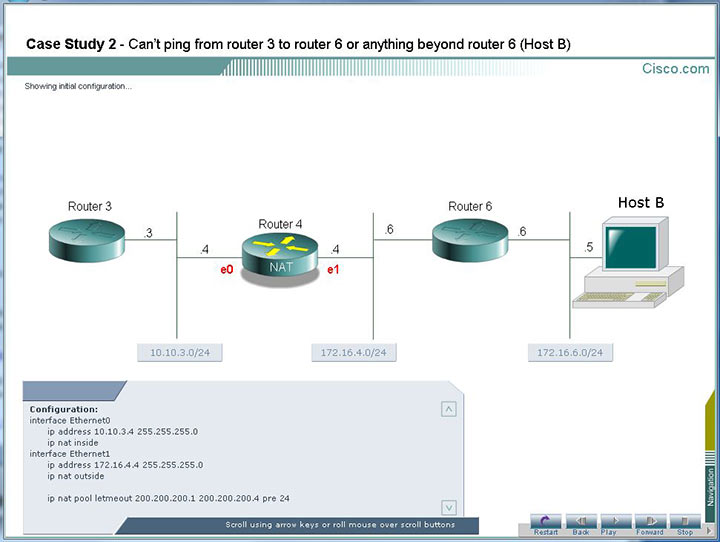 Case Study 2 - Can't ping from router 3 to router 6 or anything beyond router 6 (Host B)
Cisco.com
Showing initial configuration...
Router 3
Router 4
Router 6
Host B
.3
.4
.4
.6
.6
.5
e0
NAT
e1
10.10.3.0/24
172.16.4.0/24
172.16.6.0/24
Configuration:
interface Ethernet0
ip address 10.10.3.4 255.255.255.0
ip nat inside
interface Ethernet1
ip address 172.16.4.4 255.255.255.0
ip nat outside
ip nat pool letmeout 200.200.200.1 200.200.200.4 pre 24
Scroll using arrow keys or roll mouse over scroll buttons
Navigation
Restart Back Play Forward Stop